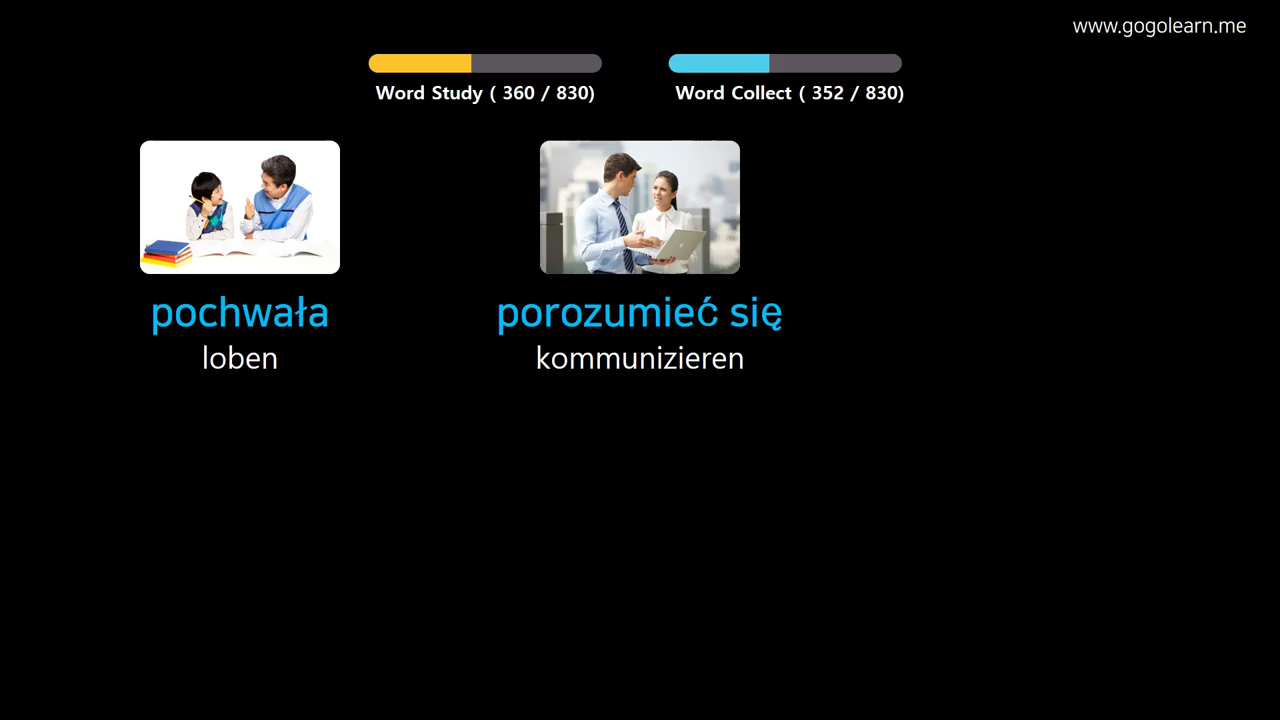 www.gogolearn.me
Word Study ( 360 / 830)
Word Collect ( 352 / 830)
pochwała
porozumieć się
loben
kommunizieren